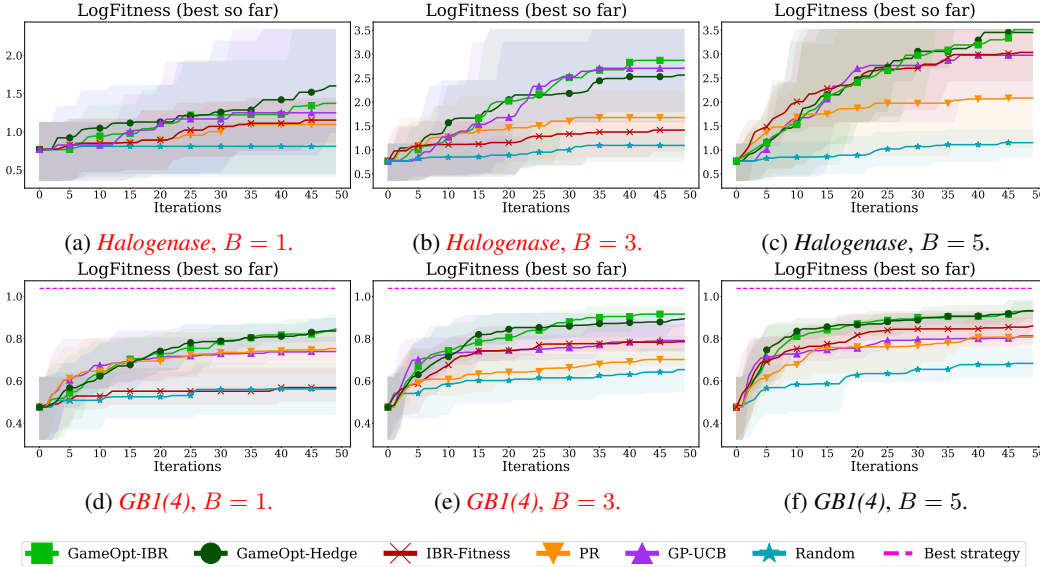 LogFitness (best so far) LogFitness (best so far) LogFitness (best so far)
2.0
1.5
1.0
0.5
0 5 10 15 20 25 30 35 40 45 50
Iterations
3.5
3.0
2.5
2.0
1.5
1.0
0.5
0 5 10 15 20 25 30 35 40 45 50
Iterations
3.5
3.0
2.5
2.0
1.5
1.0
0.5
0 5 10 15 20 25 30 35 40 45 50
Iterations
(a) Halogenase, B = 1. (b) Halogenase, B = 3. (c) Halogenase, B = 5.
LogFitness (best so far) LogFitness (best so far) LogFitness (best so far)
1.0
0.8
0.6
0.4
0 5 10 15 20 25 30 35 40 45 50
Iterations
1.0
0.8
0.6
0.4
0 5 10 15 20 25 30 35 40 45 50
Iterations
1.0
0.8
0.6
0.4
0 5 10 15 20 25 30 35 40 45 50
Iterations
(d) GB1(4), B = 1. (e) GB1(4), B = 3. (f) GB1(4), B = 5.
GameOpt-IBR GameOpt-Hedge IBR-Fitness PR GP-UCB Random Best strategy